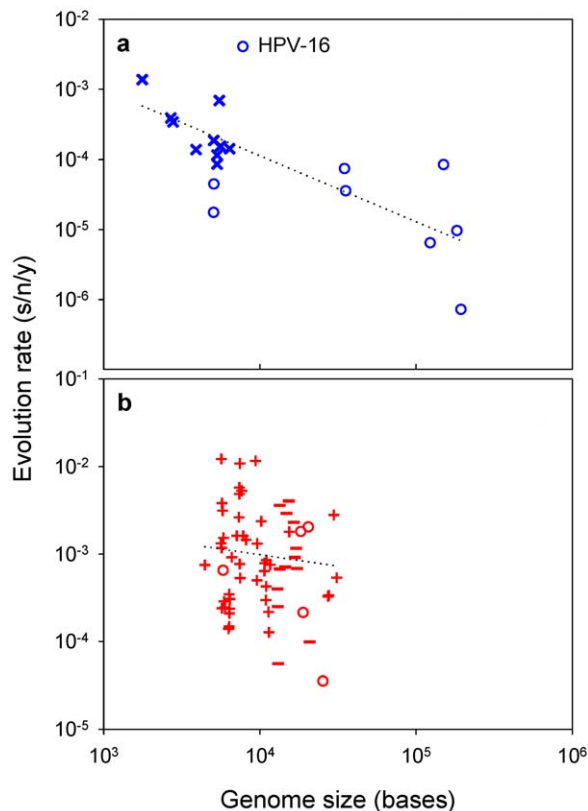 10⁻²
a
HPV-16
10⁻³
10⁻⁴
10⁻⁵
10⁻⁶
Evolution rate (s/n/y)
10⁻¹
b
10⁻²
10⁻³
10⁻⁴
10⁻⁵
10³ 10⁴ 10⁵ 10⁶
Genome size (bases)